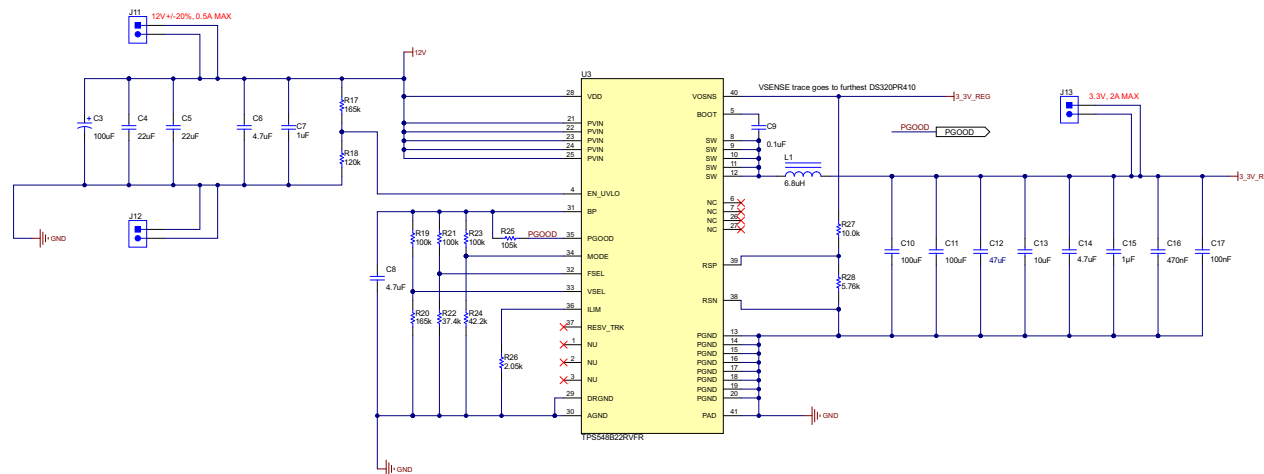 J11
12V +/-20%, 0.5A MAX
12V
C3
100uF
C4
22uF
C5
22uF
C6
4.7uF
C7
1uF
R17
165k
R18
120k
GND
J12
U3
28
VDD
21
PVIN
22
PVIN
23
PVIN
24
PVIN
25
PVIN
4
EN_UVLO
31
BP
35
PGOOD
34
MODE
32
FSEL
33
VSEL
36
ILIM
37
RESV_TRK
1
NU
2
NU
3
NU
29
DRGND
30
AGND
VOSNS
40
BOOT
5
SW
8
SW
9
SW
10
SW
11
SW
12
NC
6
NC
7
NC
26
NC
27
RSP
39
RSN
38
PGND
13
PGND
14
PGND
15
PGND
16
PGND
17
PGND
18
PGND
19
PGND
20
PAD
41
TPS548B22RVFR
R19
100k
R21
100k
R23
100k
R25
105k
PGOOD
C8
4.7uF
R20
165k
R22
37.4k
R24
42.2k
R26
2.05k
GND
VSENSE trace goes to furthest DS320PR410
3_3V_REG
C9
0.1uF
L1
6.8uH
PGOOD
PGOOD
J13
3.3V, 2A MAX
3_3V_R
R27
10.0k
R28
5.76k
C10
100uF
C11
100uF
C12
47uF
C13
10uF
C14
4.7uF
C15
1µF
C16
470nF
C17
100nF
GND